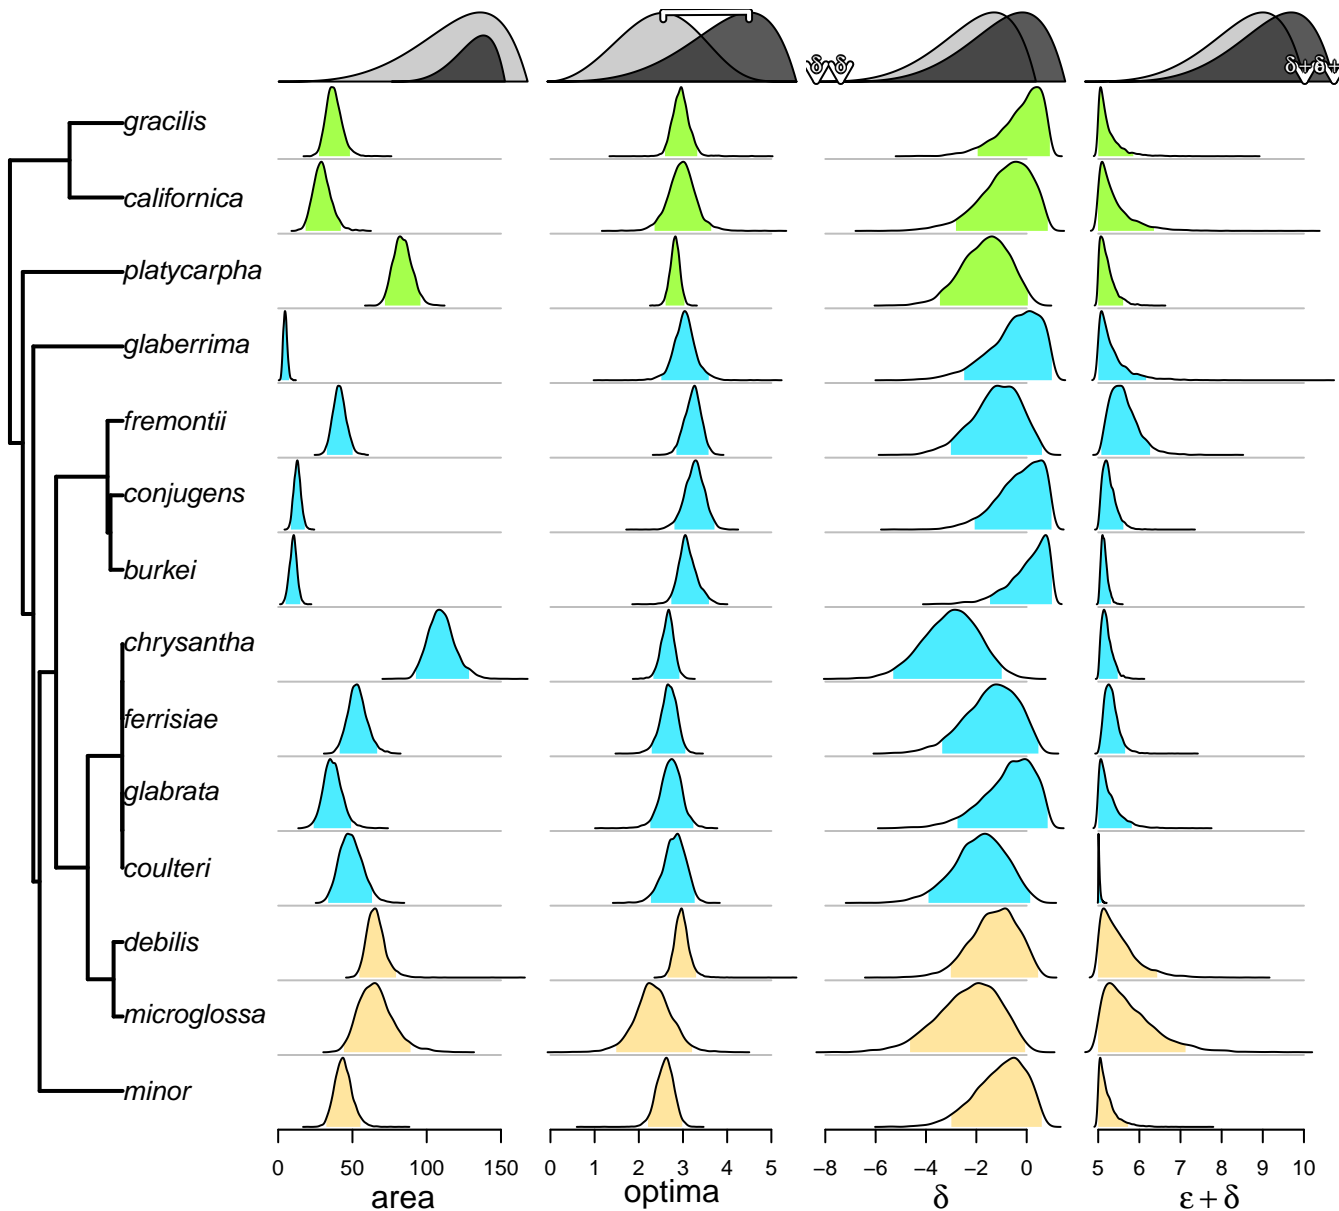 δ δ δ+δ+
gracilis
californica
platycarpha
glaberrima
fremontii
conjugens
burkei
chrysantha
ferrisiae
glabrata
coulteri
debilis
microglossa
minor
0 50 100 150 0 1 2 3 4 5 −8 −6 −4 −2 0 5 6 7 8 9 10
area optima δ ε + δ